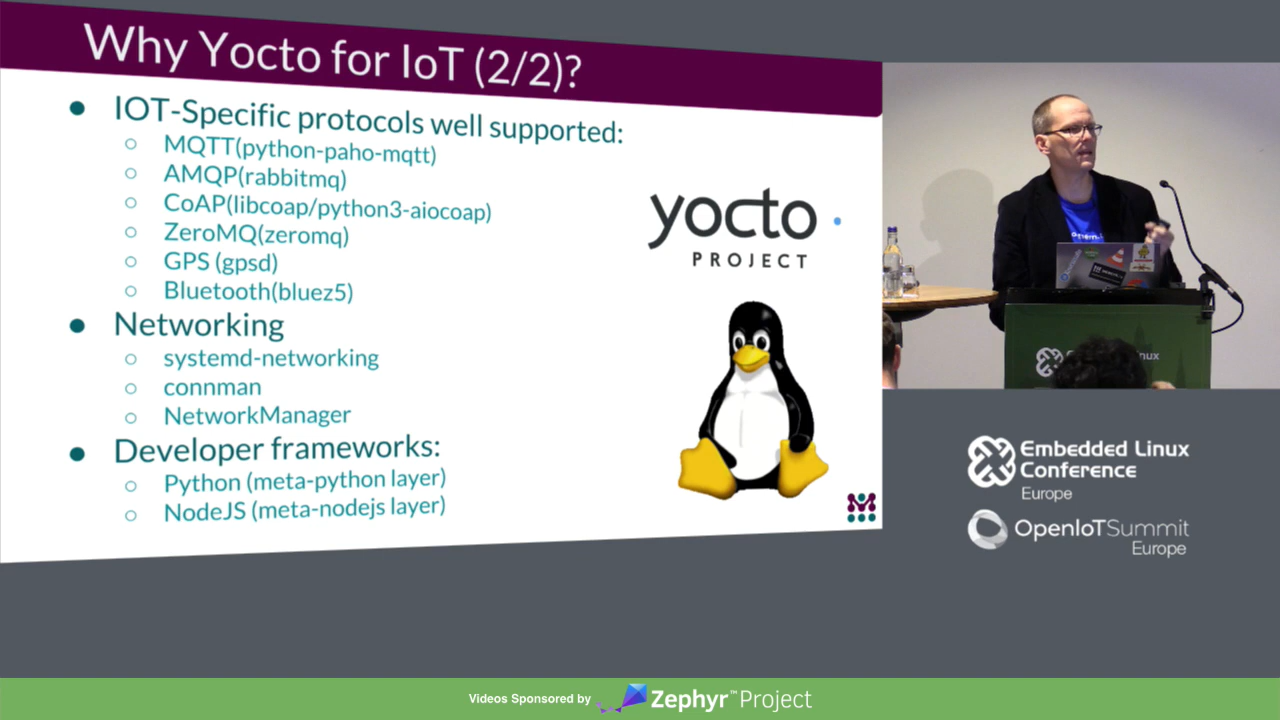 Why Yocto for IoT (2/2)?
IOT-Specific protocols well supported:
MQTT(python-paho-mqtt)
AMQP(rabbitmq)
CoAP(libcoap/python3-aiocoap)
ZeroMQ(zeromq)
GPS (gpsd)
Bluetooth(bluez5)
Networking
systemd-networking
connman
NetworkManager
Developer frameworks:
Python (meta-python layer)
NodeJS (meta-nodejs layer)
yocto
PROJECT
Embedded Linux
Conference
Europe
OpenIoTSummit
Europe
Videos Sponsored by
Zephyr™Project